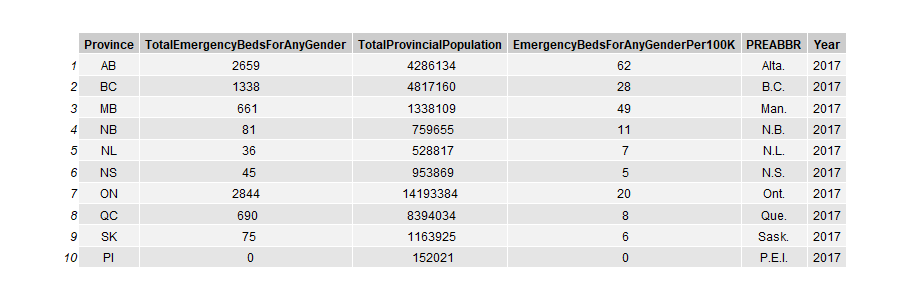 Province TotalEmergencyBedsForAnyGender TotalProvincialPopulation EmergencyBedsForAnyGenderPer100K PREABBR Year
1 AB 2659 4286134 62 Alta. 2017
2 BC 1338 4817160 28 B.C. 2017
3 MB 661 1338109 49 Man. 2017
4 NB 81 759655 11 N.B. 2017
5 NL 36 528817 7 N.L. 2017
6 NS 45 953869 5 N.S. 2017
7 ON 2844 14193384 20 Ont. 2017
8 QC 690 8394034 8 Que. 2017
9 SK 75 1163925 6 Sask. 2017
10 PI 0 152021 0 P.E.I. 2017